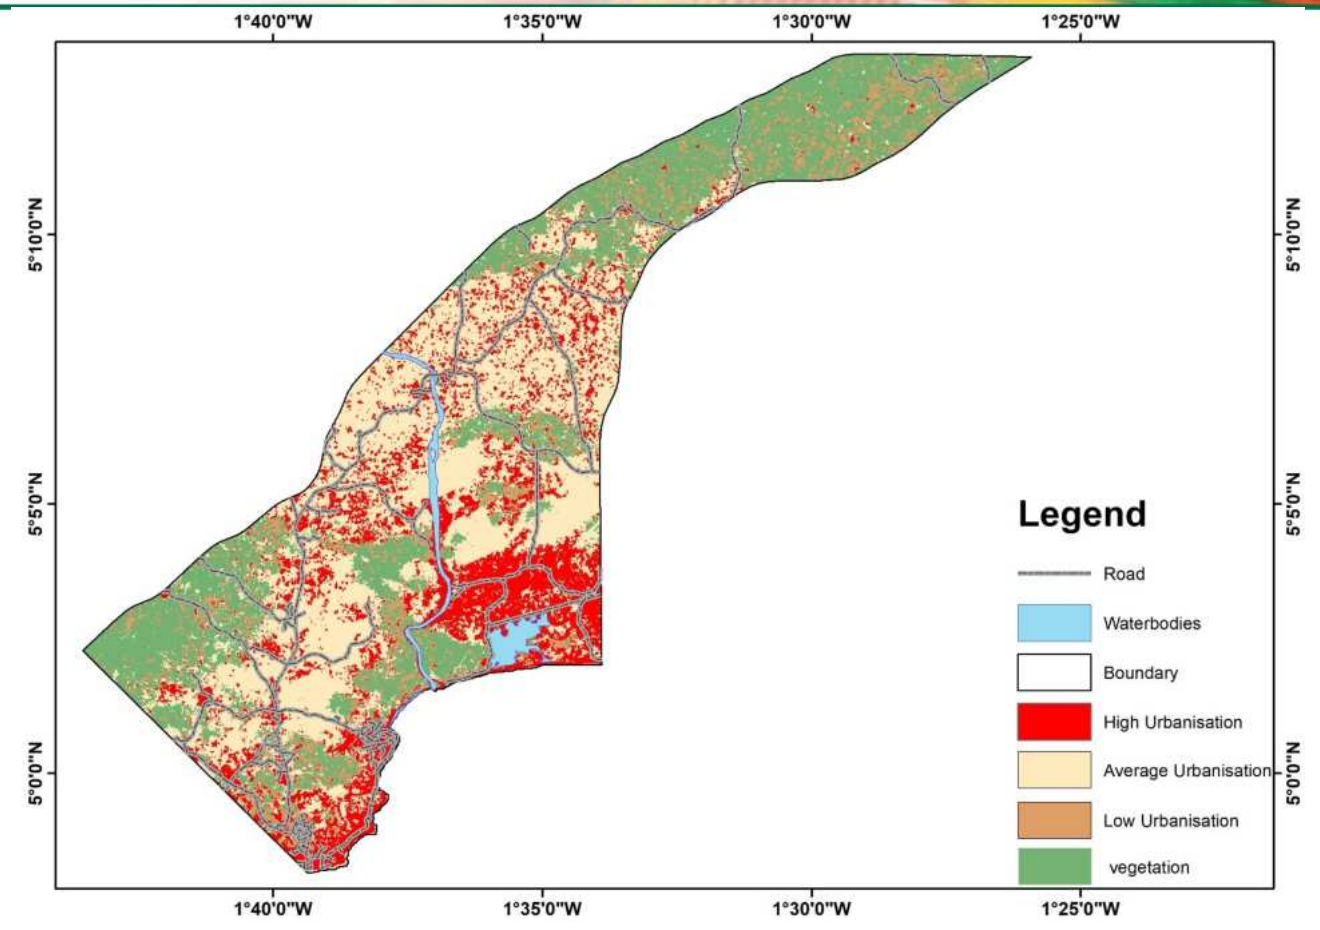 1°40'0"W 1°35'0"W 1°30'0"W 1°25'0"W
5°10'0"N 5°10'0"N
5°5'0"N 5°5'0"N
5°0'0"N 5°0'0"N
Legend
Road
Waterbodies
Boundary
High Urbanisation
Average Urbanisation
Low Urbanisation
vegetation
1°40'0"W 1°35'0"W 1°30'0"W 1°25'0"W